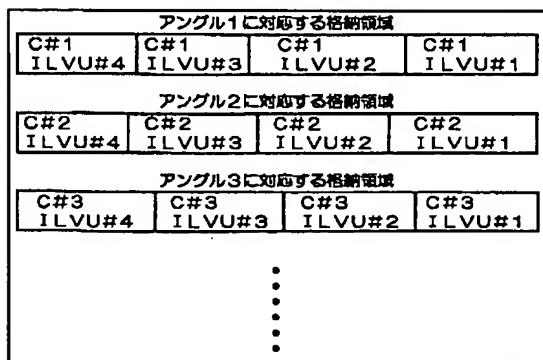 アングル1に対応する格納領域
C#1 C#1 C#1 C#1
ILVU#4 ILVU#3 ILVU#2 ILVU#1
アングル2に対応する格納領域
C#2 C#2 C#2 C#2
ILVU#4 ILVU#3 ILVU#2 ILVU#1
アングル3に対応する格納領域
C#3 C#3 C#3 C#3
ILVU#4 ILVU#3 ILVU#2 ILVU#1